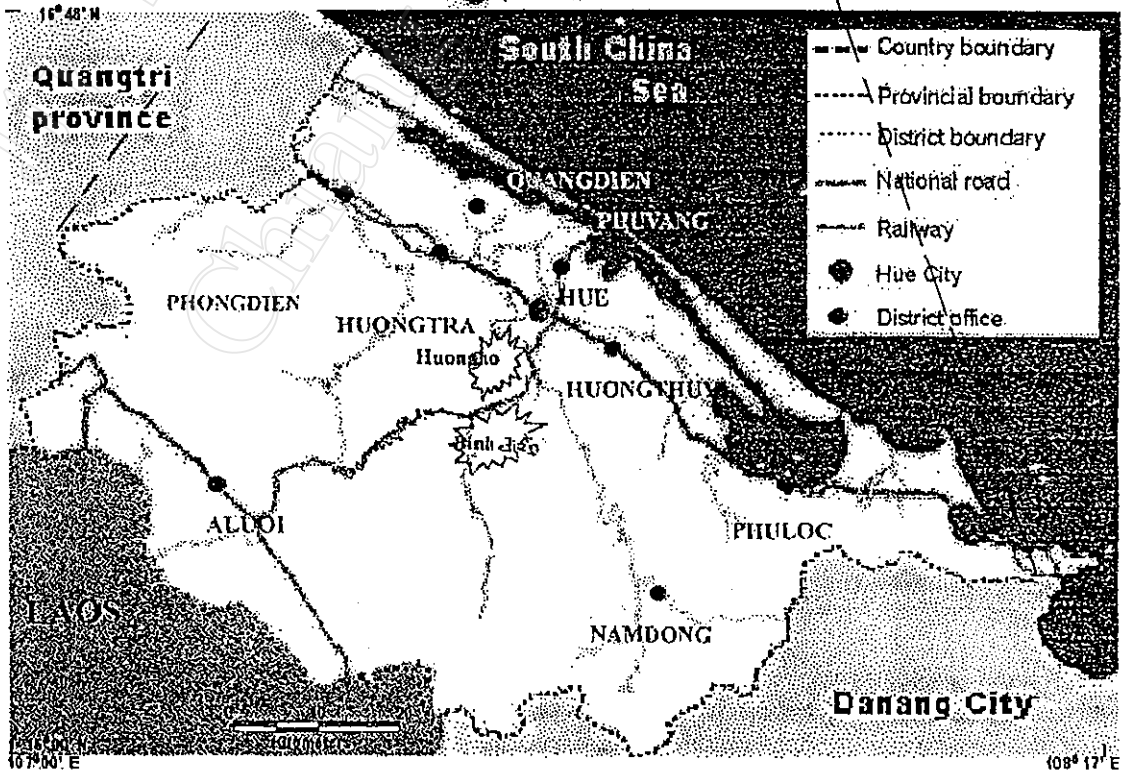 16° 48' N
South China
Sea
Quangtri
province
Country boundary
Provincial boundary
District boundary
National road
Railway
Hue City
District office
QUANGDIEN
PHUVANG
PHONGDIEN
HUE
HUONGTRA
Huongho
HUONGTHUY
ALUOI
PHULOC
LAOS
NAMDONG
Danang City
107°00' E
108° 17' E